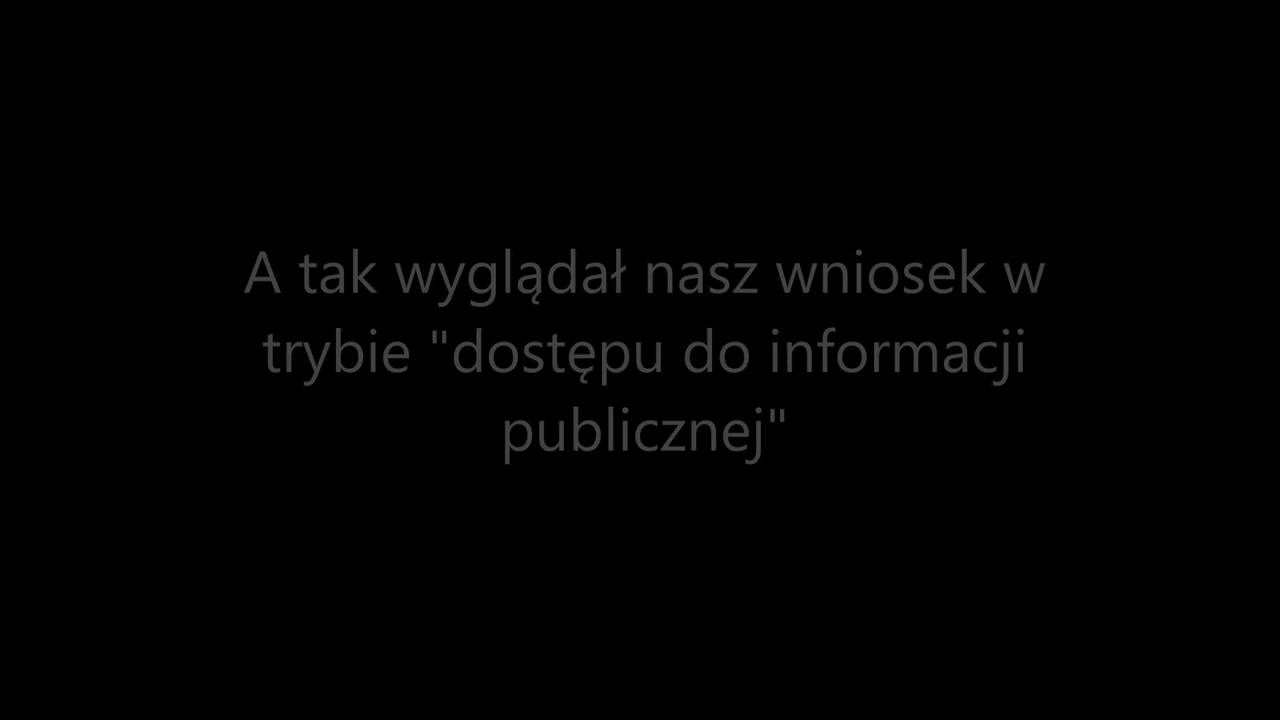 A tak wyglądał nasz wniosek w
trybie "dostępu do informacji
publicznej"